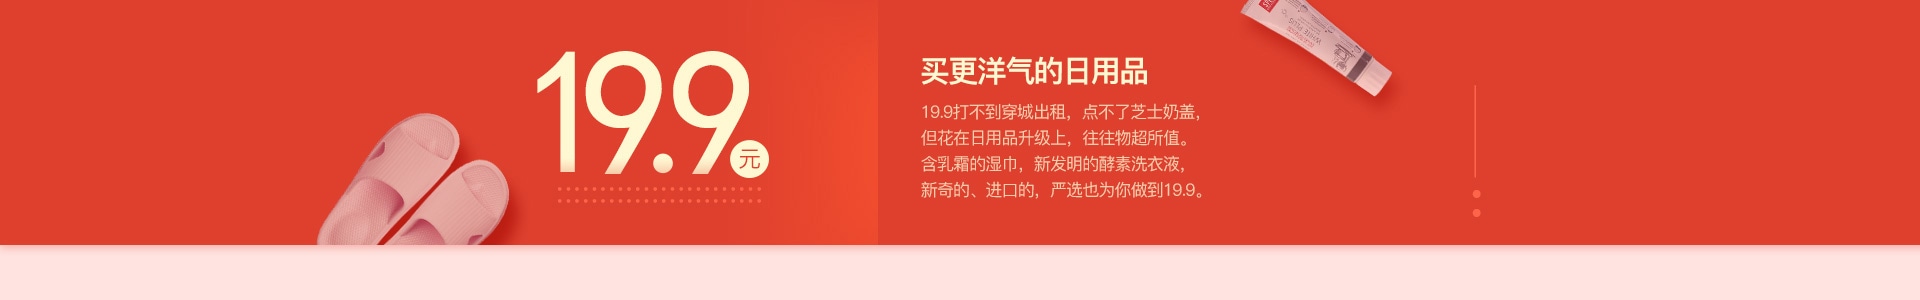 19.9元
买更洋气的日用品
19.9打不到穿城出租，点不了芝士奶盖，
但花在日用品升级上，往往物超所值。
含乳霜的湿巾，新发明的酵素洗衣液，
新奇的、进口的，严选也为你做到19.9。
WHITE PLUS